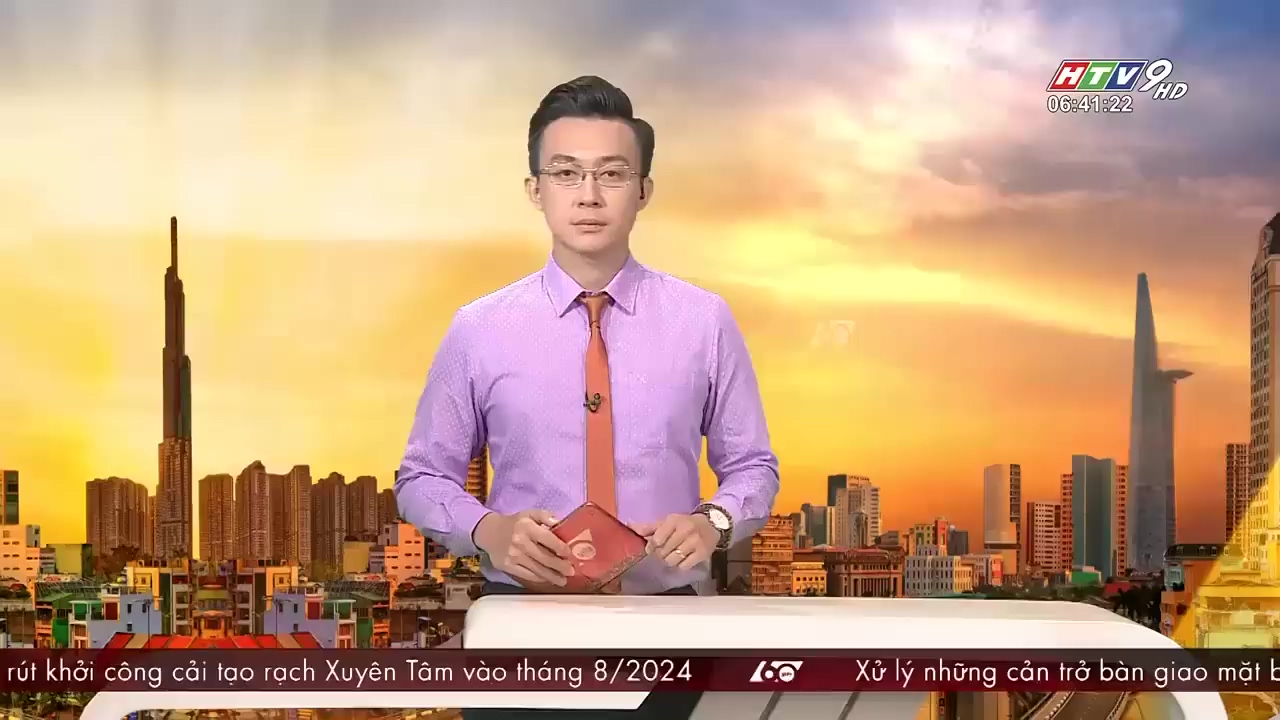 HTV9
HD
06:41:22
rút khởi công cải tạo rạch Xuyên Tâm vào tháng 8/2024 60 Xử lý những cản trở bàn giao mặt b